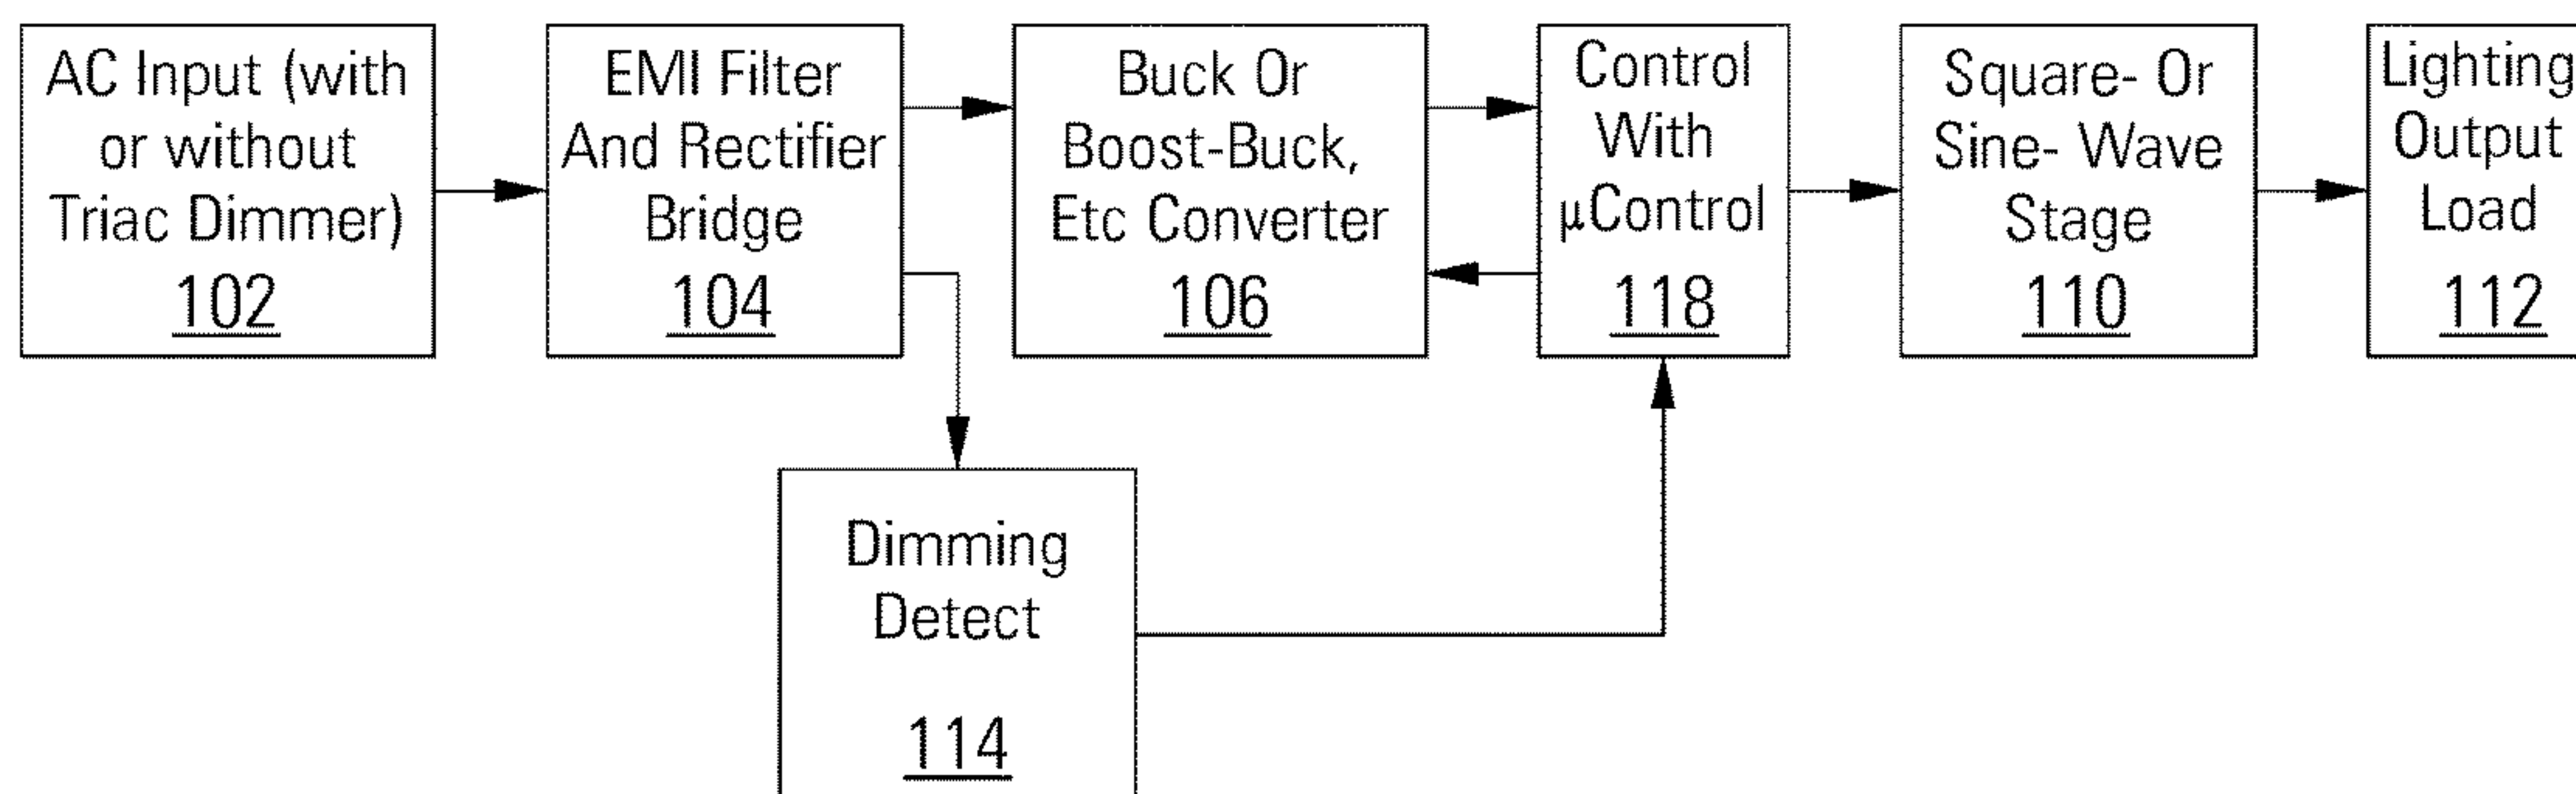 AC Input (with
or without
Triac Dimmer)
102
EMI Filter
And Rectifier
Bridge
104
Buck Or
Boost-Buck,
Etc Converter
106
Control
With
µControl
118
Square- Or
Sine- Wave
Stage
110
Lighting
Output
Load
112
Dimming
Detect
114